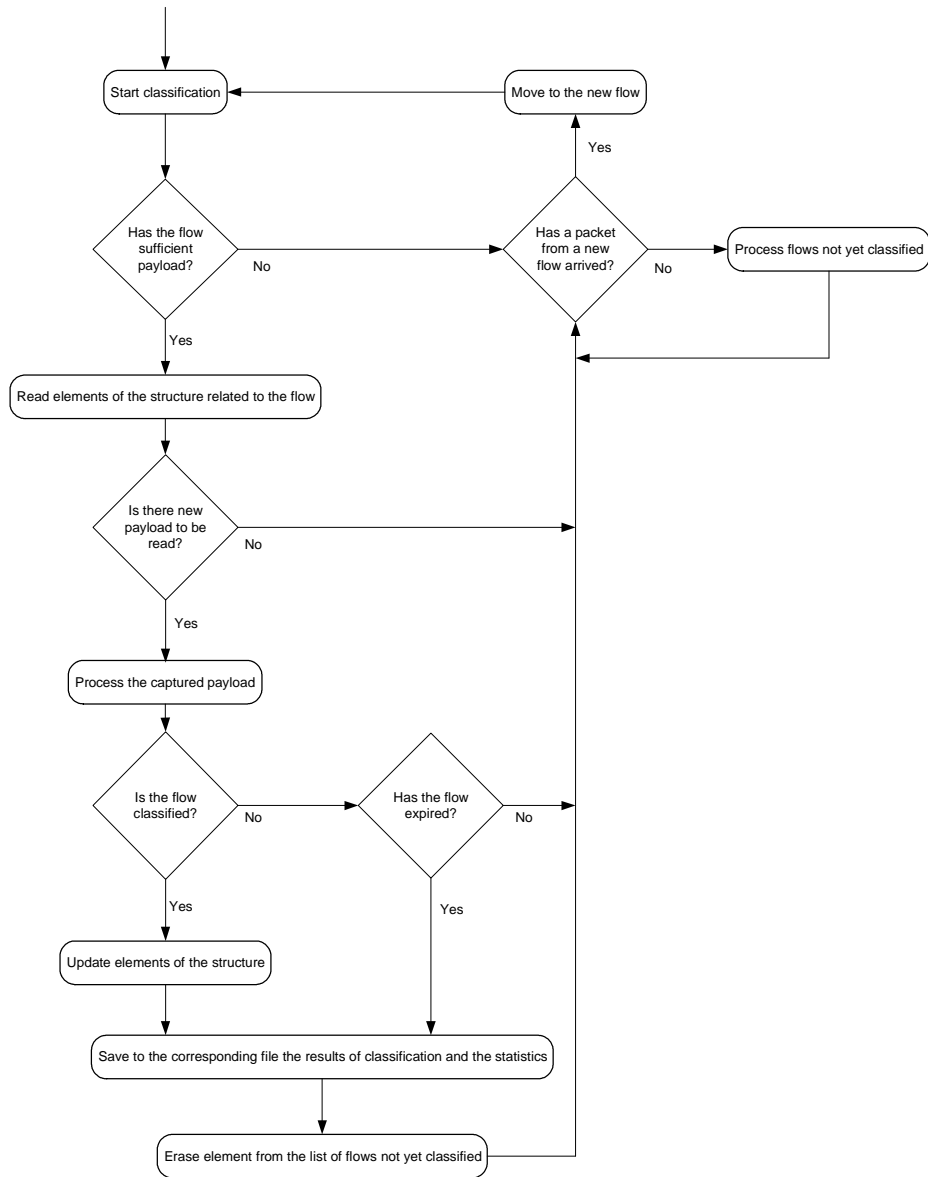 Start classification
Move to the new flow
Yes
Has the flow
sufficient
payload?
No
Has a packet
from a new
flow arrived?
No
Process flows not yet classified
Yes
Read elements of the structure related to the flow
Is there new
payload to be
read?
No
Yes
Process the captured payload
Is the flow
classified?
No
Has the flow
expired?
No
Yes
Yes
Update elements of the structure
Save to the corresponding file the results of classification and the statistics
Erase element from the list of flows not yet classified